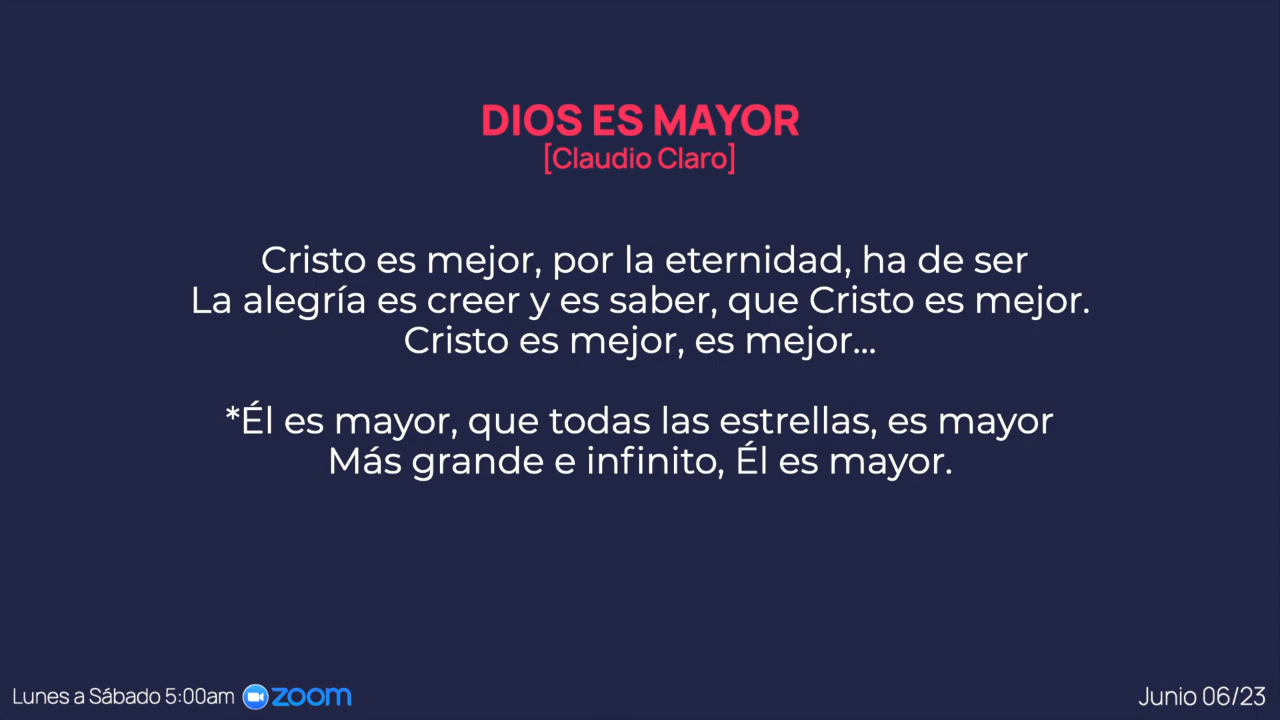 DIOS ES MAYOR
[Claudio Claro]
Cristo es mejor, por la eternidad, ha de ser
La alegría es creer y es saber, que Cristo es mejor.
Cristo es mejor, es mejor...
*Él es mayor, que todas las estrellas, es mayor
Más grande e infinito, Él es mayor.
Lunes a Sábado 5:00am zoom
Junio 06/23